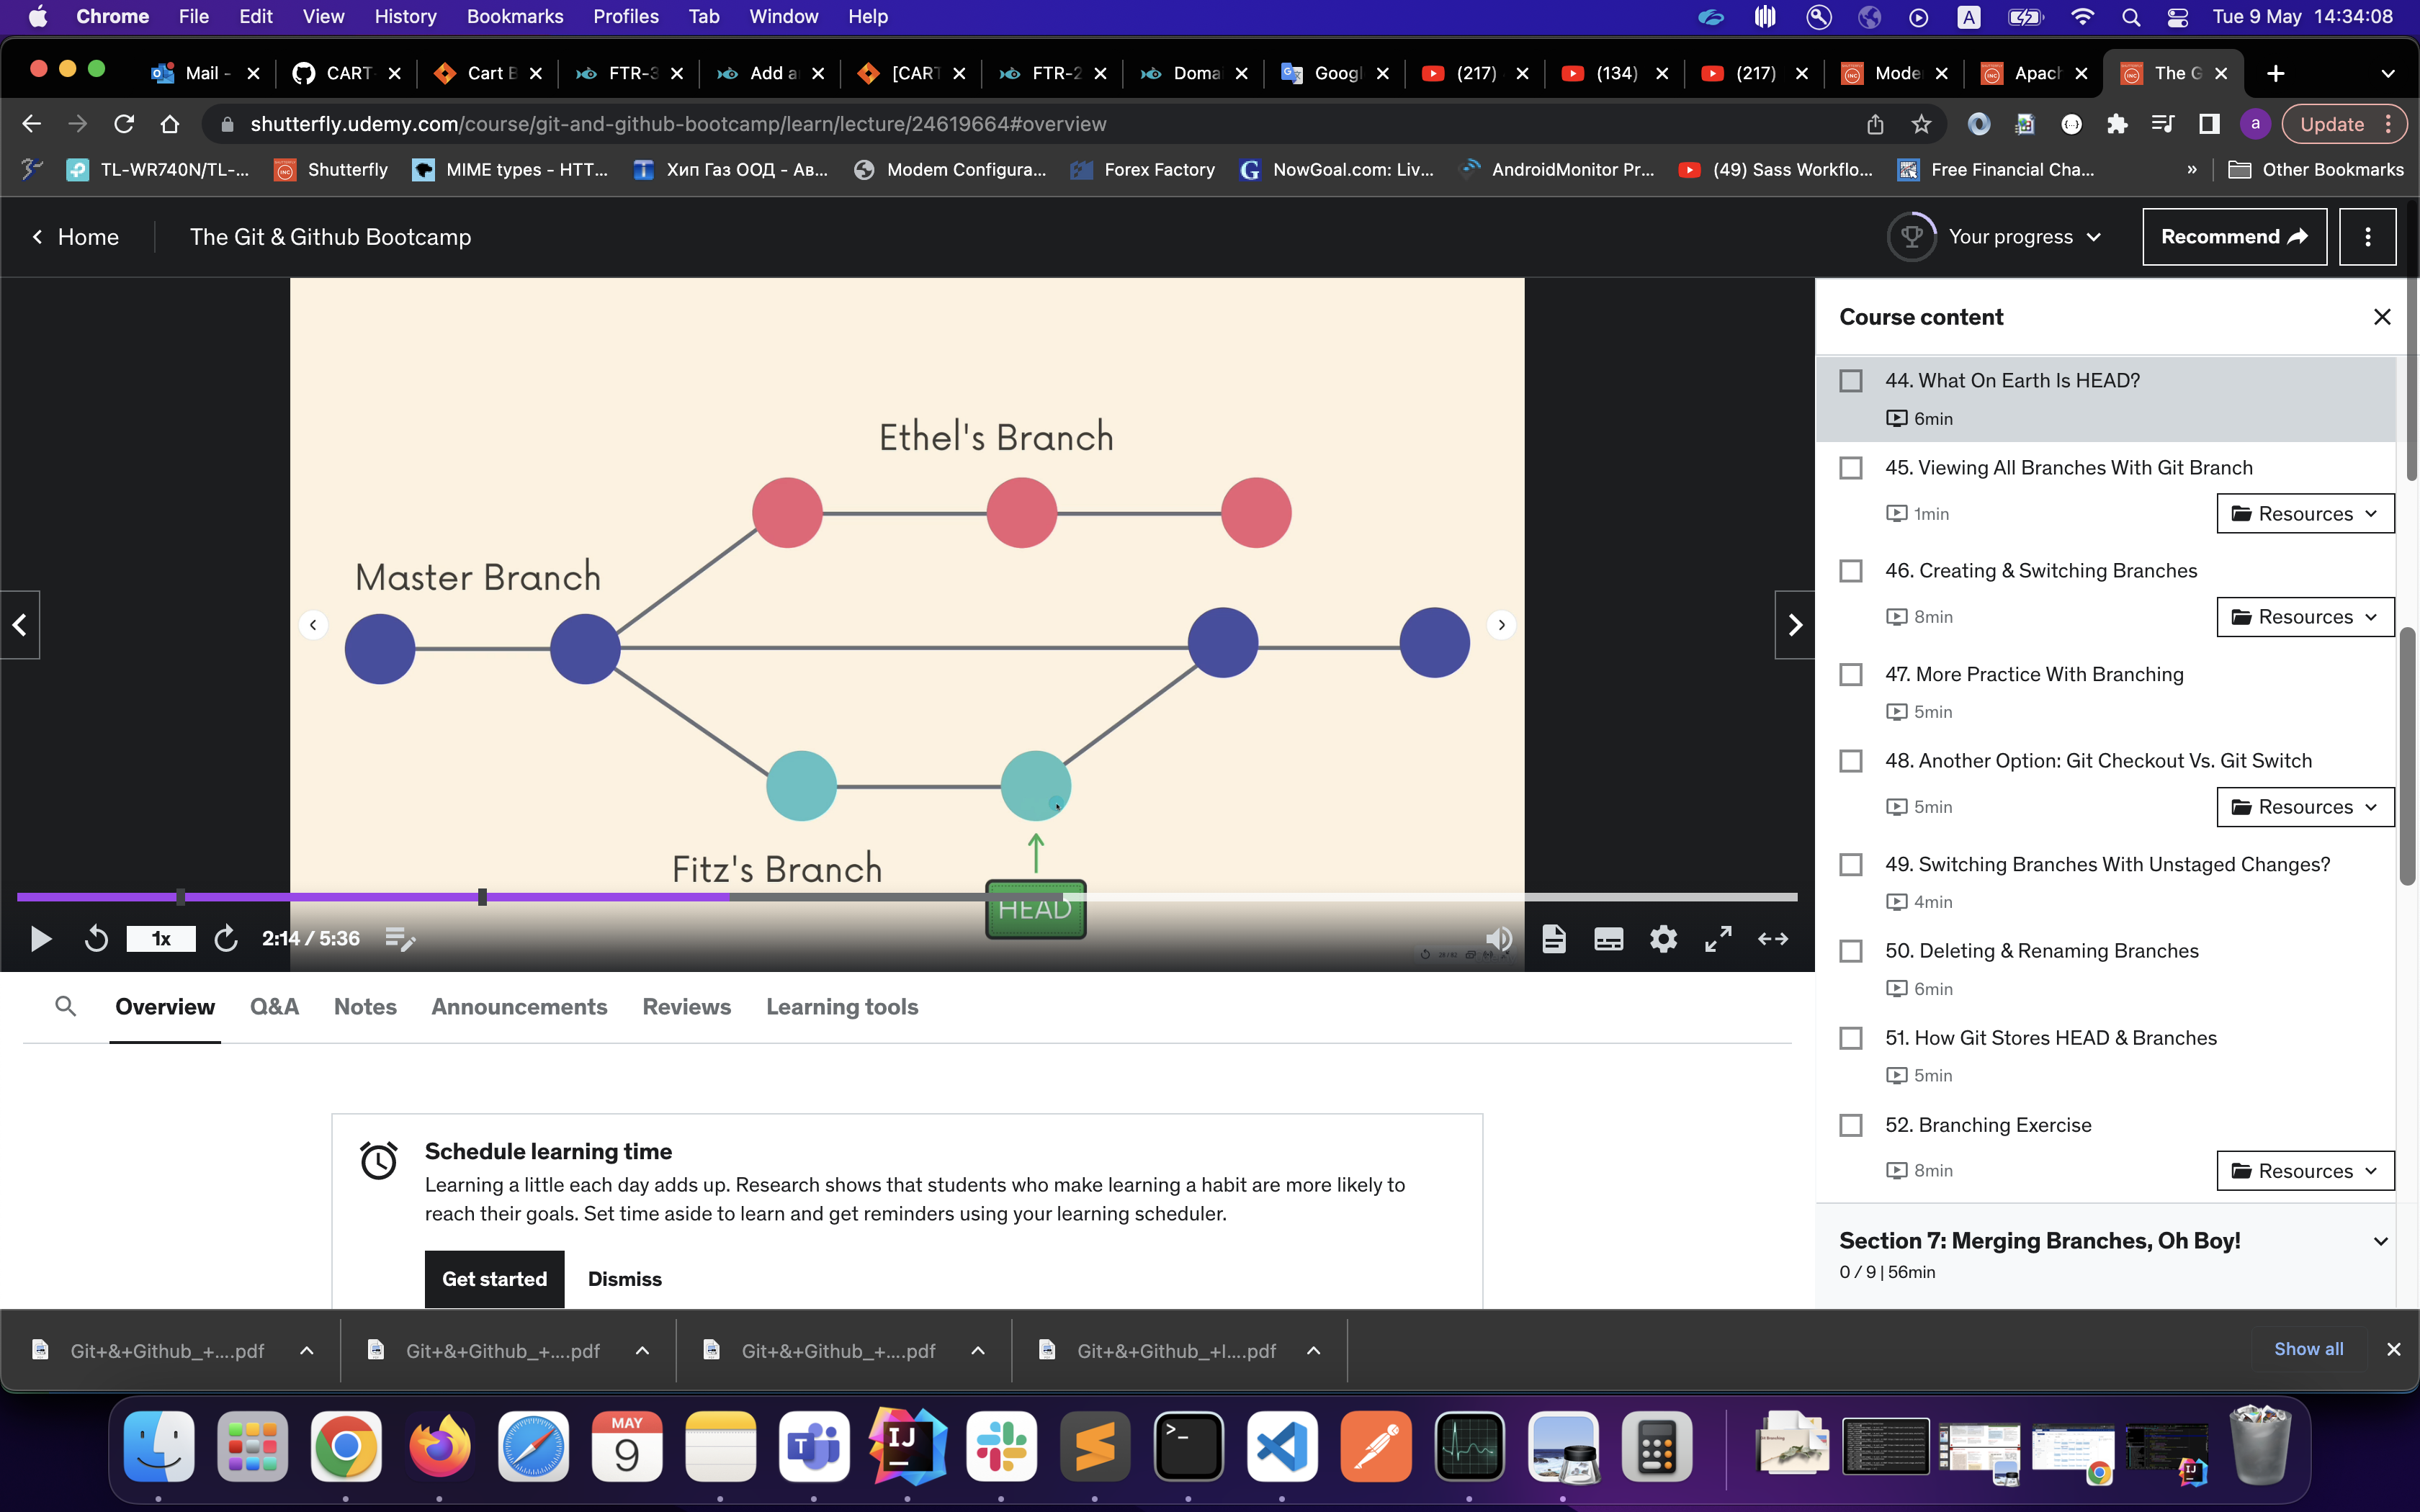 Chrome File Edit View History Bookmarks Profiles Tab Window Help A Tue 9 May 14:34:08
Mail - CART Cart B FTR-3 Add a [CART FTR-2 Doma Googl (217) (134) (217) Mode Apach The G
shutterfly.udemy.com/course/git-and-github-bootcamp/learn/lecture/24619664#overview a Update
TL-WR740N/TL-... Shutterfly MIME types - HTT... Хип Газ ООД - Ав... Modem Configura... Forex Factory NowGoal.com: Liv... AndroidMonitor Pr... (49) Sass Workflo... Free Financial Cha... » Other Bookmarks
Home The Git & Github Bootcamp Your progress Recommend
Ethel's Branch
Master Branch
Fitz's Branch
HEAD
1x 2:14 / 5:36
Course content
44. What On Earth Is HEAD?
6min
45. Viewing All Branches With Git Branch
1min Resources
46. Creating & Switching Branches
8min Resources
47. More Practice With Branching
5min
48. Another Option: Git Checkout Vs. Git Switch
5min Resources
49. Switching Branches With Unstaged Changes?
4min
50. Deleting & Renaming Branches
6min
51. How Git Stores HEAD & Branches
5min
52. Branching Exercise
8min Resources
Section 7: Merging Branches, Oh Boy!
0 / 9 | 56min
Overview Q&A Notes Announcements Reviews Learning tools
Schedule learning time
Learning a little each day adds up. Research shows that students who make learning a habit are more likely to
reach their goals. Set time aside to learn and get reminders using your learning scheduler.
Get started Dismiss
Git+&+Github_+....pdf Git+&+Github_+....pdf Git+&+Github_+....pdf Git+&+Github_+I....pdf Show all
MAY
9
T
IJ